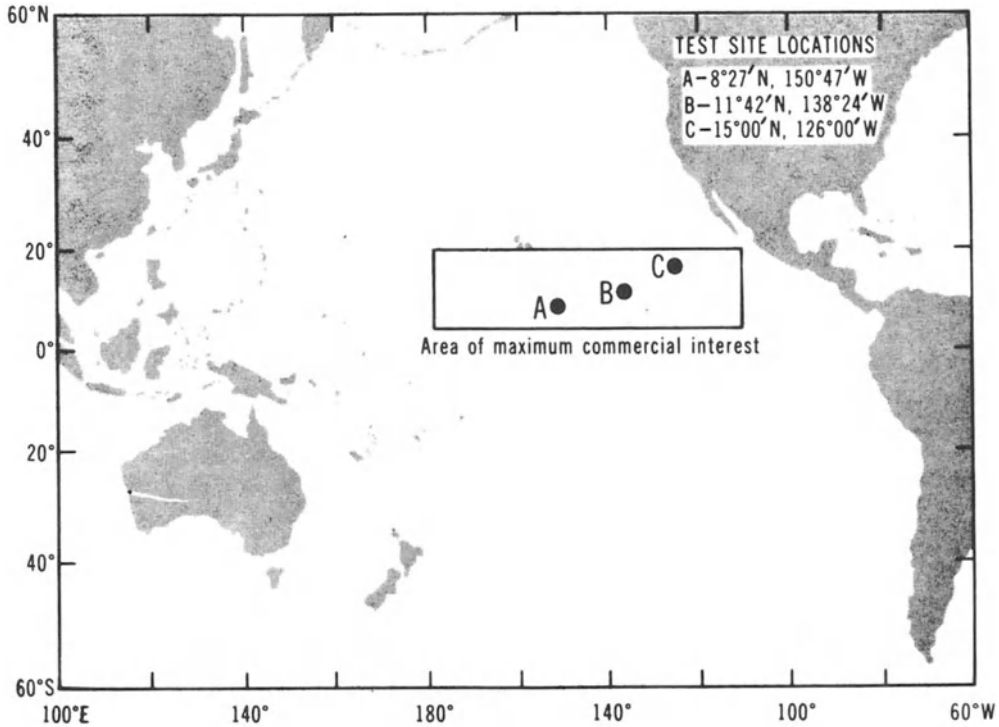 60°N
TEST SITE LOCATIONS
A–8°27′N, 150°47′W
B–11°42′N, 138°24′W
C–15°00′N, 126°00′W
40°
20°
C
B
A
0°
Area of maximum commercial interest
20°
40°
60°S
100°E 140° 180° 140° 100° 60°W